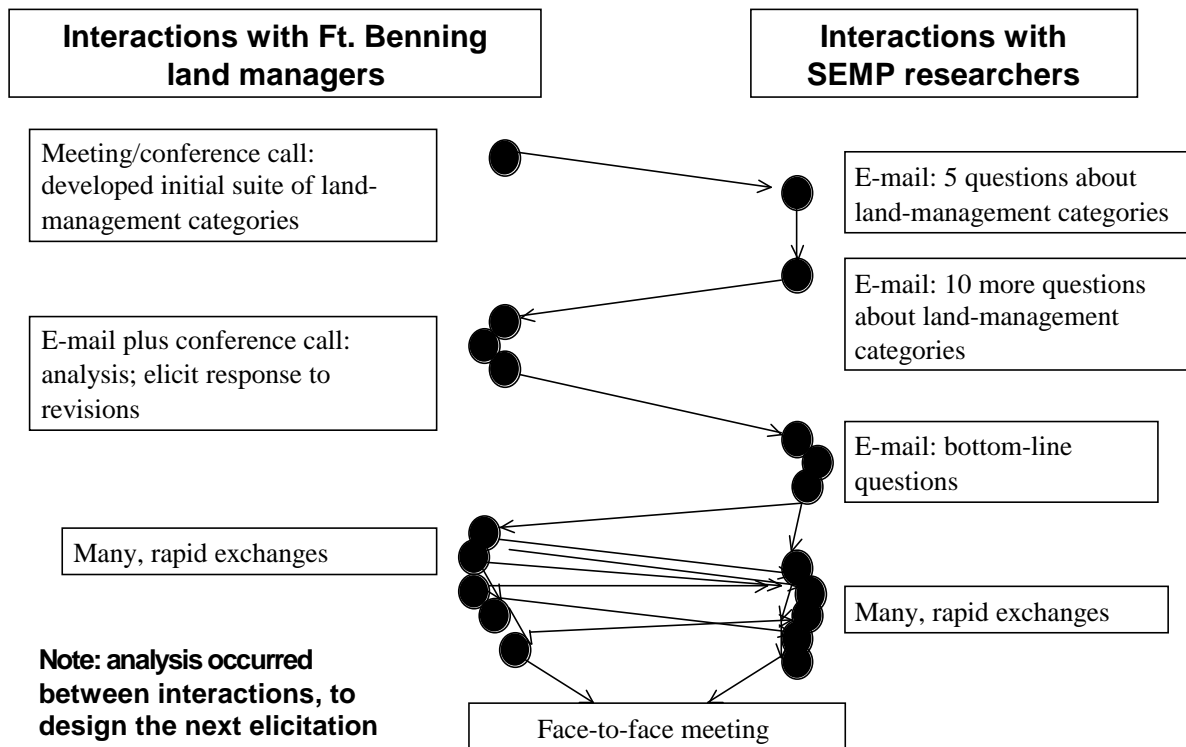 Interactions with Ft. Benning
land managers
Interactions with
SEMP researchers
Meeting/conference call:
developed initial suite of land-
management categories
E-mail: 5 questions about
land-management categories
E-mail: 10 more questions
about land-management
categories
E-mail plus conference call:
analysis; elicit response to
revisions
E-mail: bottom-line
questions
Many, rapid exchanges
Many, rapid exchanges
Note: analysis occurred
between interactions, to
design the next elicitation
Face-to-face meeting